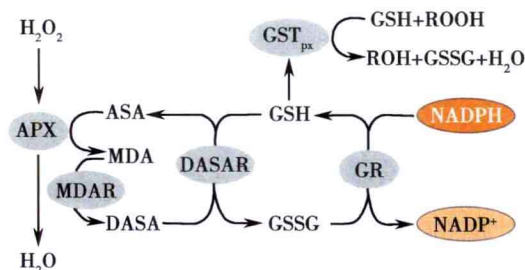 H₂O₂
GSTpx
GSH+ROOH
ROH+GSSG+H₂O
APX
ASA
GSH
NADPH
MDA
DASAR
GR
MDAR
DASA
GSSG
NADP⁺
H₂O